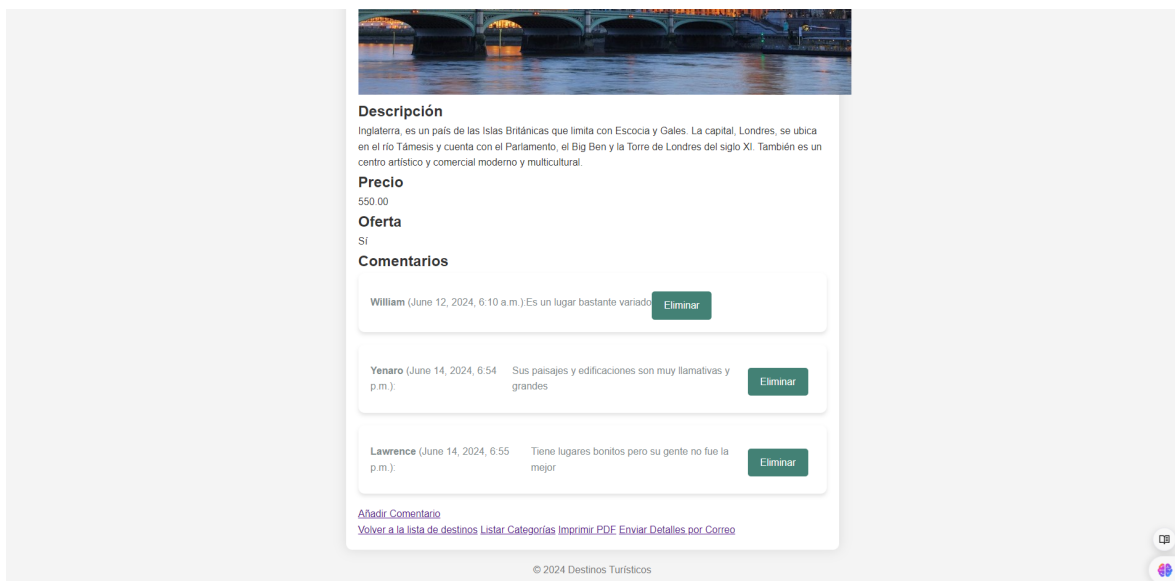 Descripción
Inglaterra, es un país de las Islas Británicas que limita con Escocia y Gales. La capital, Londres, se ubica
en el río Támesis y cuenta con el Parlamento, el Big Ben y la Torre de Londres del siglo XI. También es un
centro artístico y comercial moderno y multicultural.
Precio
550.00
Oferta
Sí
Comentarios
William (June 12, 2024, 6:10 a.m.):Es un lugar bastante variado Eliminar
Yenaro (June 14, 2024, 6:54
p.m.):
Sus paisajes y edificaciones son muy llamativas y
grandes
Eliminar
Lawrence (June 14, 2024, 6:55
p.m.):
Tiene lugares bonitos pero su gente no fue la
mejor
Eliminar
Añadir Comentario
Volver a la lista de destinos Listar Categorías Imprimir PDF Enviar Detalles por Correo
© 2024 Destinos Turísticos